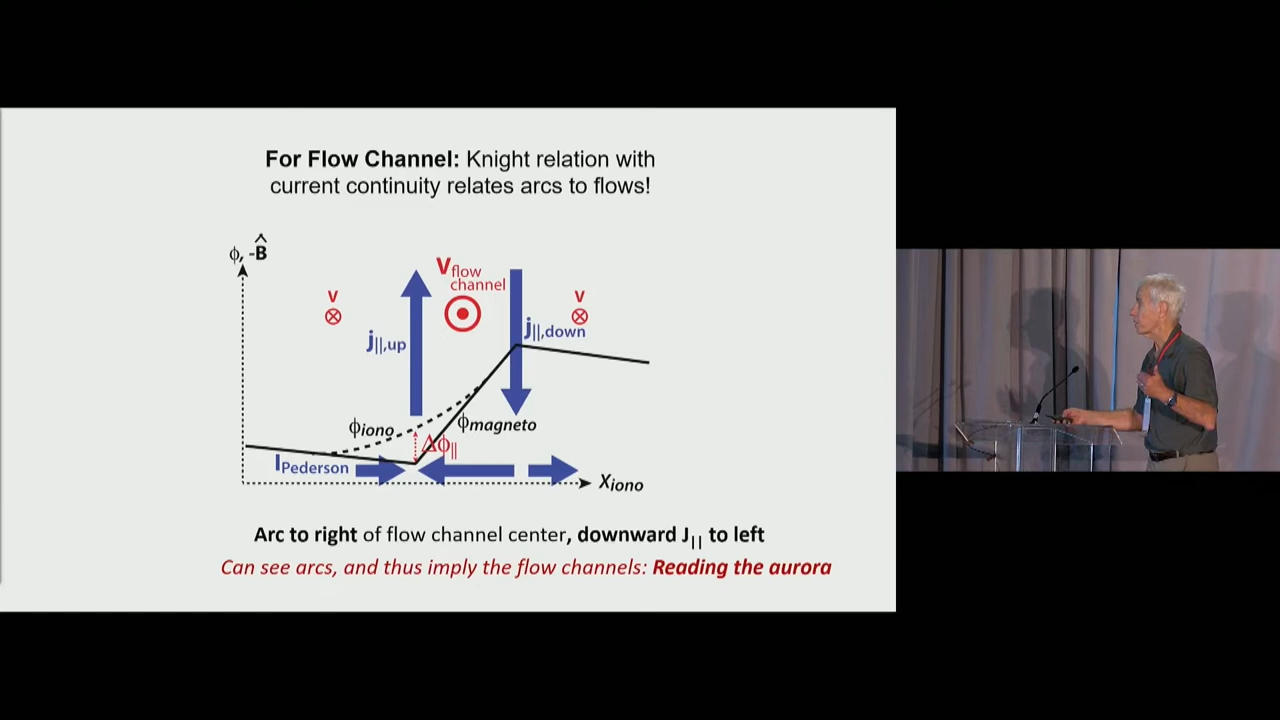 For Flow Channel: Knight relation with
current continuity relates arcs to flows!
ϕ, -B̂
V flow channel
v
v
j||,up
j||,down
ϕiono
ϕmagneto
Δϕ||
IPederson
Xiono
Arc to right of flow channel center, downward J|| to left
Can see arcs, and thus imply the flow channels: Reading the aurora